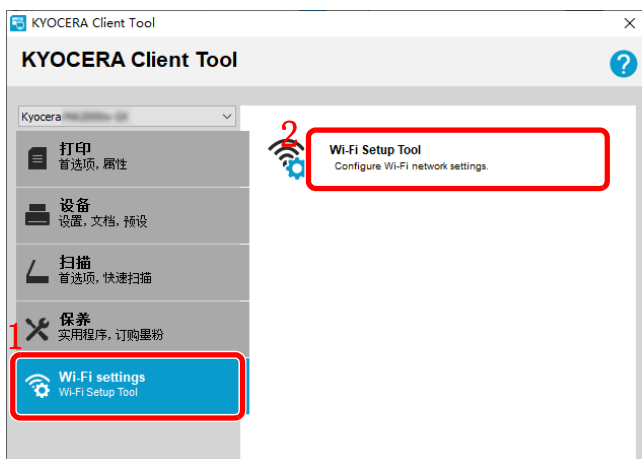 KYOCERA Client Tool
KYOCERA Client Tool
?
Kyocera
打印
首选项, 属性
设备
设置, 文档, 预设
扫描
首选项, 快速扫描
保养
实用程序, 订购墨粉
1
Wi-Fi settings
Wi-Fi Setup Tool
2
Wi-Fi Setup Tool
Configure Wi-Fi network settings.